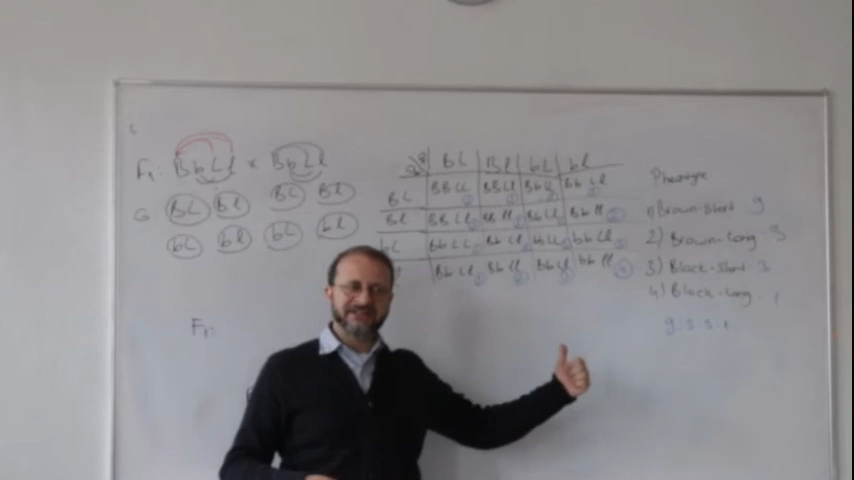 F1: BbLl × BbLl
G BL Bl BL Bl
bL bl bL bl
F1:
BL Bl bL bl
BL BBLL BBLl BbLL BbLl
Bl BBLl BBll BbLl Bbll
bL BbLL BbLl bbLL bbLl
BbLl Bbll bbLl bbll
Phenotype
1) Brown-Short 9
2) Brown-Long 3
3) Black-Short 3
4) Black-Long 1
9:3:3:1